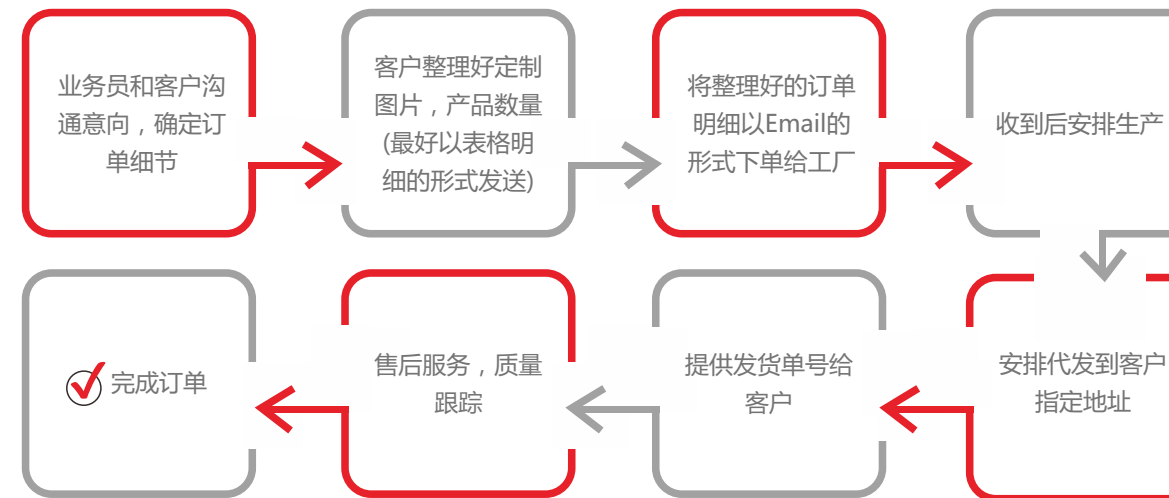 业务员和客户沟
通意向，确定订
单细节
客户整理好定制
图片，产品数量
(最好以表格明
细的形式发送)
将整理好的订单
明细以Email的
形式下单给工厂
收到后安排生产
安排代发到客户
指定地址
提供发货单号给
客户
售后服务，质量
跟踪
完成订单